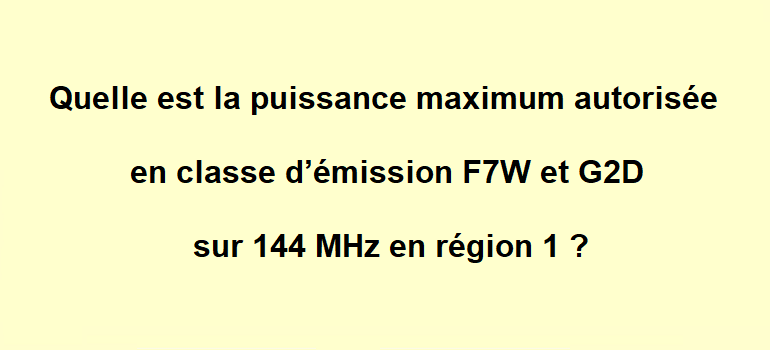 Quelle est la puissance maximum autorisée
en classe d’émission F7W et G2D
sur 144 MHz en région 1 ?